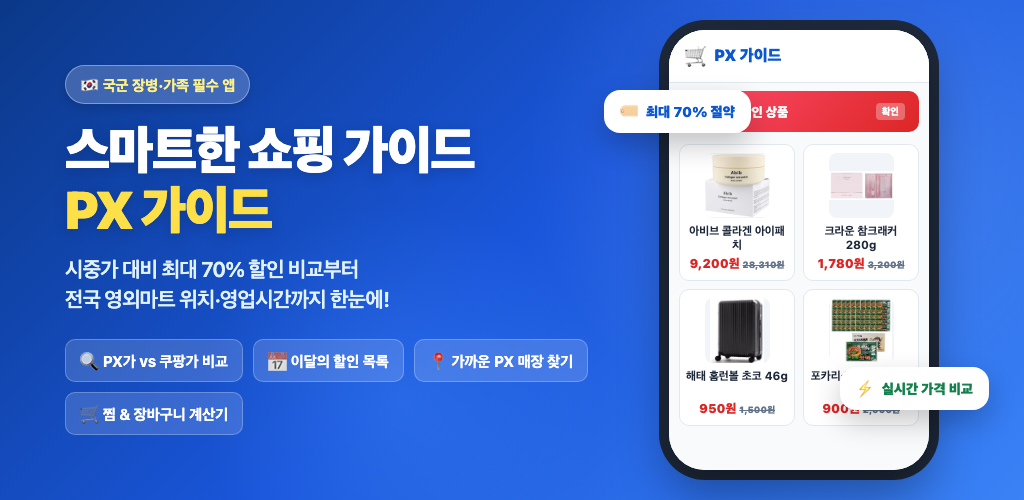 국군 장병·가족 필수 앱
스마트한 쇼핑 가이드
PX 가이드
시중가 대비 최대 70% 할인 비교부터
전국 영외마트 위치·영업시간까지 한눈에!
PX가 vs 쿠팡가 비교
17
이달의 할인 목록
가까운 PX 매장 찾기
찜 & 장바구니 계산기
PX 가이드
최대 70% 절약
인 상품
확인
아비브 콜라겐 아이패
치
9,200원 28,310원
크라운 참크래커
280g
1,780원 3,200원
해태 홈런볼 초코 46g
950원 1,500원
포카리
900원
실시간 가격 비교